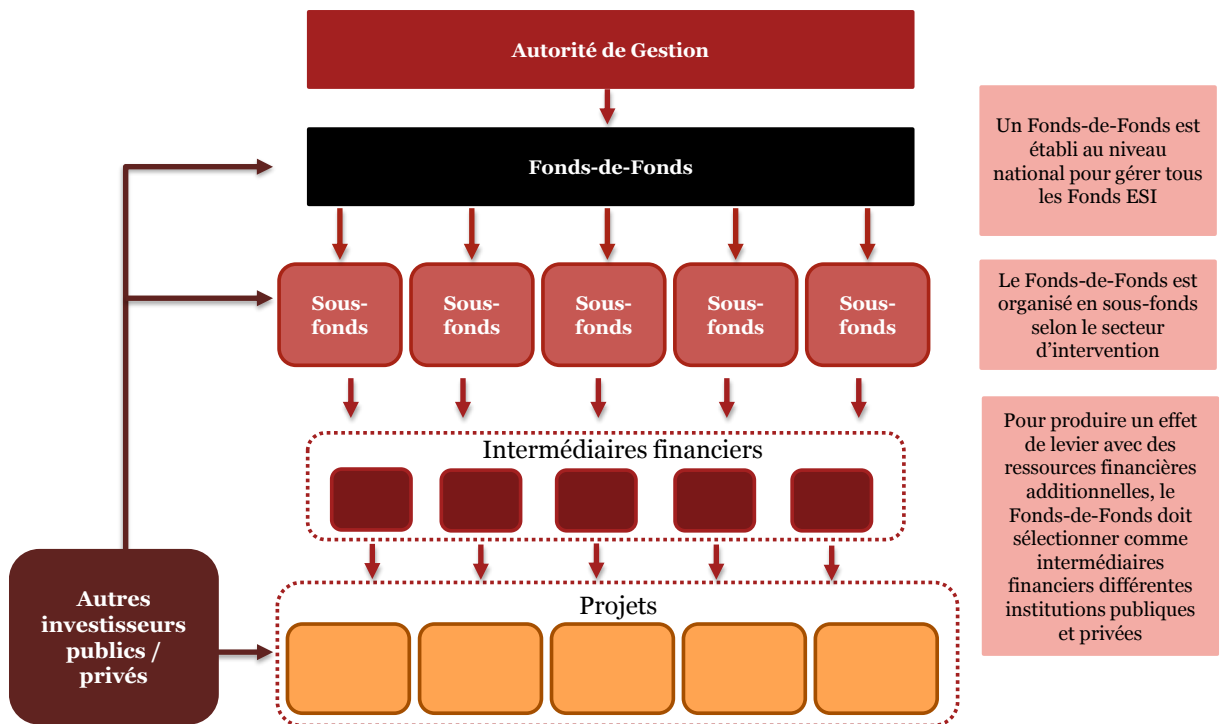 Autorité de Gestion
Fonds-de-Fonds
Un Fonds-de-Fonds est
établi au niveau
national pour gérer tous
les Fonds ESI
Sous-
fonds
Sous-
fonds
Sous-
fonds
Sous-
fonds
Sous-
fonds
Le Fonds-de-Fonds est
organisé en sous-fonds
selon le secteur
d’intervention
Intermédiaires financiers
Pour produire un effet
de levier avec des
ressources financières
additionnelles, le
Fonds-de-Fonds doit
sélectionner comme
intermédiaires
financiers différentes
institutions publiques
et privées
Autres
investisseurs
publics /
privés
Projets